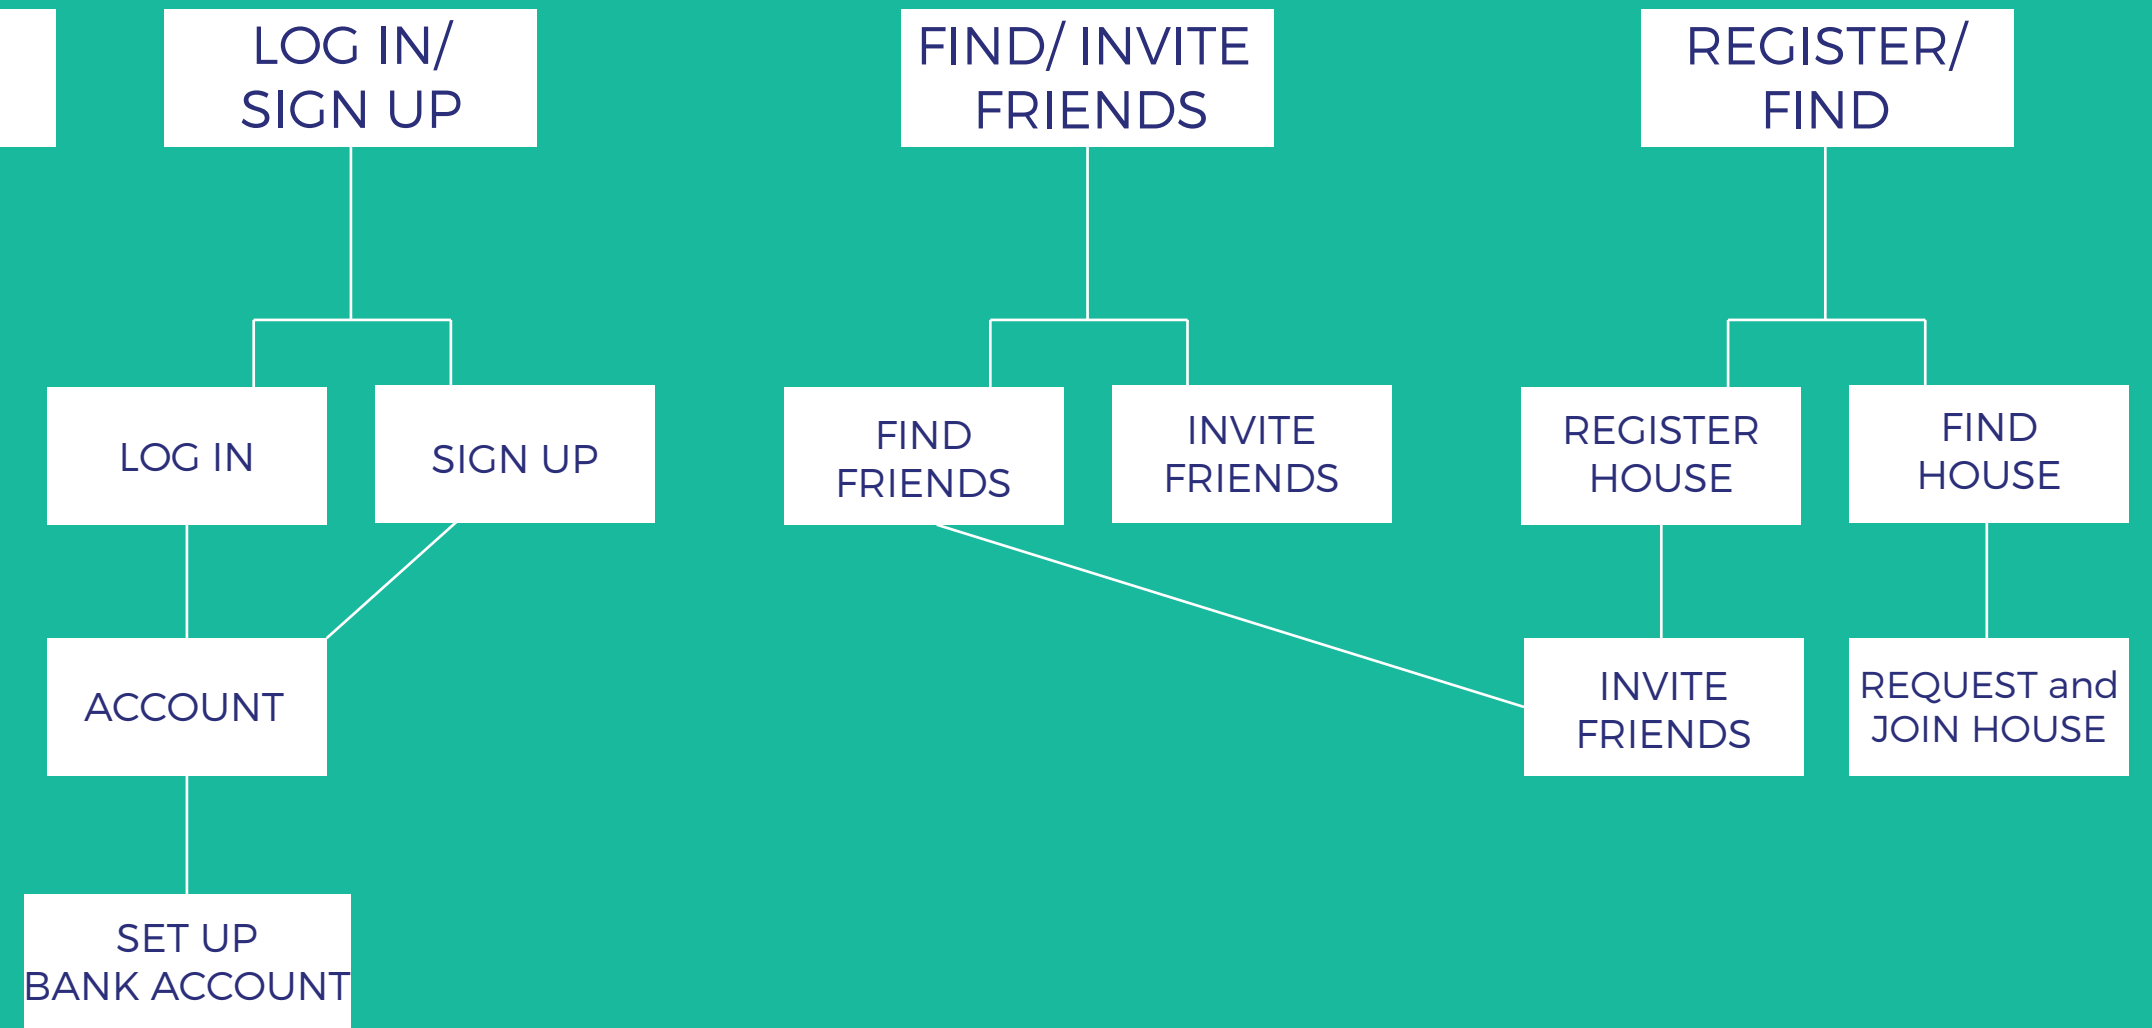 LOG IN/
SIGN UP
FIND/ INVITE
FRIENDS
REGISTER/
FIND
LOG IN
SIGN UP
FIND
FRIENDS
INVITE
FRIENDS
REGISTER
HOUSE
FIND
HOUSE
ACCOUNT
INVITE
FRIENDS
REQUEST and
JOIN HOUSE
SET UP
BANK ACCOUNT